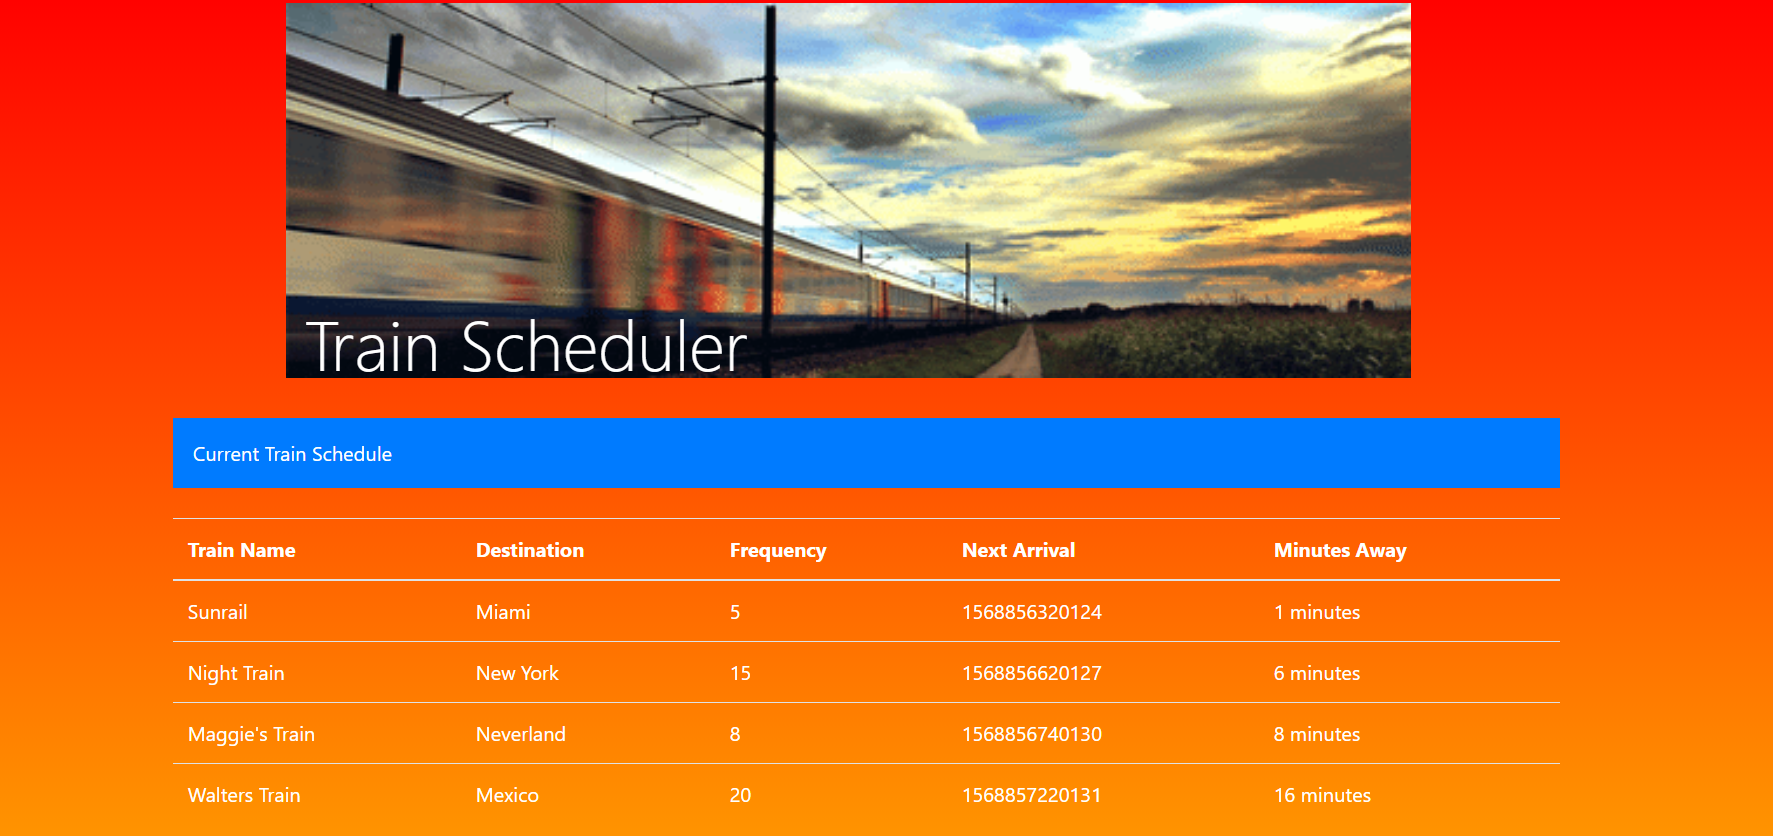 Train Scheduler
Current Train Schedule
Train Name Destination Frequency Next Arrival Minutes Away
Sunrail Miami 5 1568856320124 1 minutes
Night Train New York 15 1568856620127 6 minutes
Maggie's Train Neverland 8 1568856740130 8 minutes
Walters Train Mexico 20 1568857220131 16 minutes